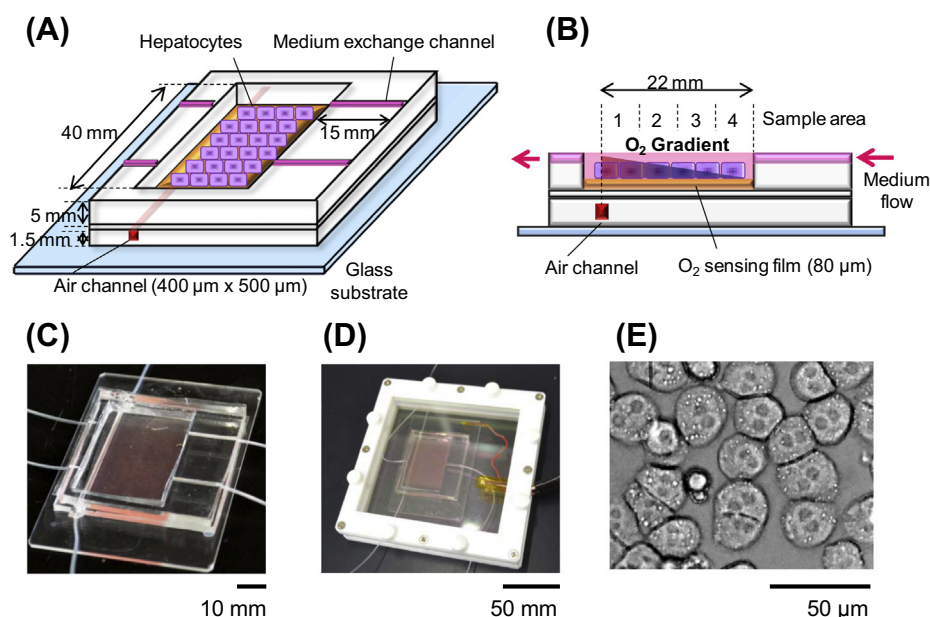 (A)
Hepatocytes
Medium exchange channel
40 mm
15 mm
5 mm
1.5 mm
Air channel (400 µm x 500 µm)
Glass
substrate
(B)
22 mm
1 2 3 4
Sample area
O₂ Gradient
Medium
flow
Air channel
O₂ sensing film (80 µm)
(C)
10 mm
(D)
50 mm
(E)
50 µm